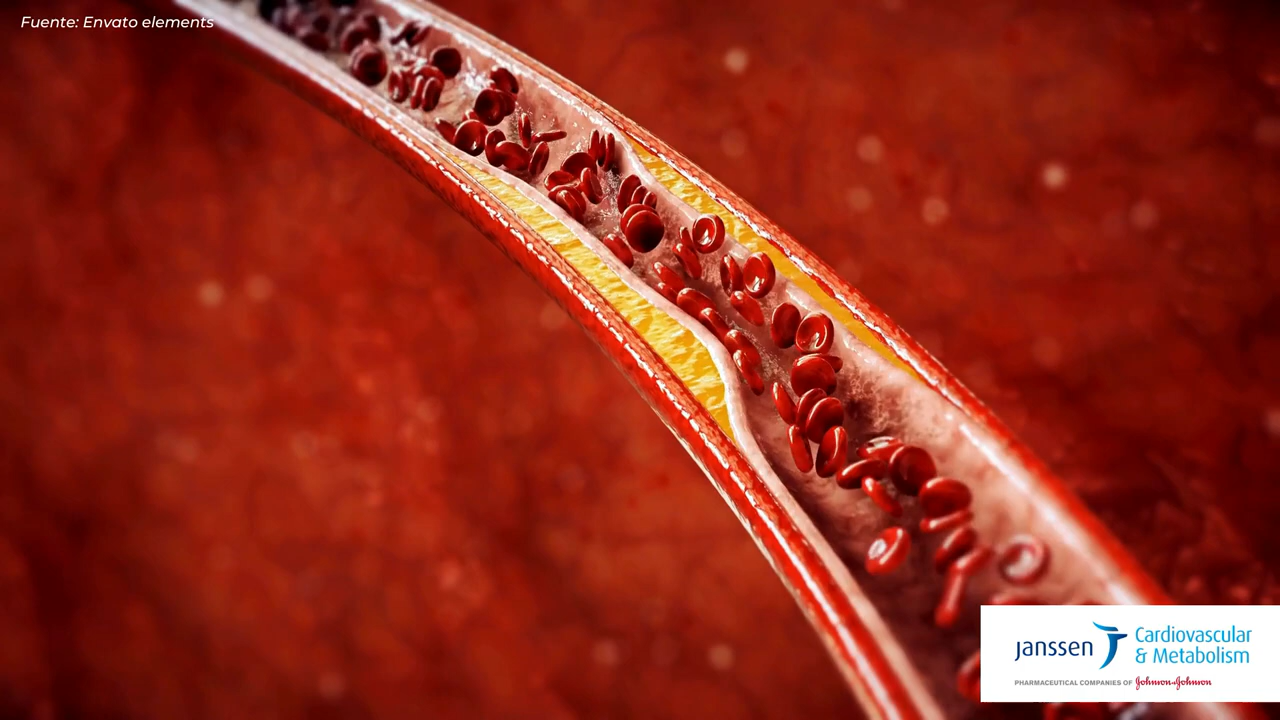 Fuente: Envato elements
janssen
Cardiovascular
& Metabolism
PHARMACEUTICAL COMPANIES OF Johnson & Johnson